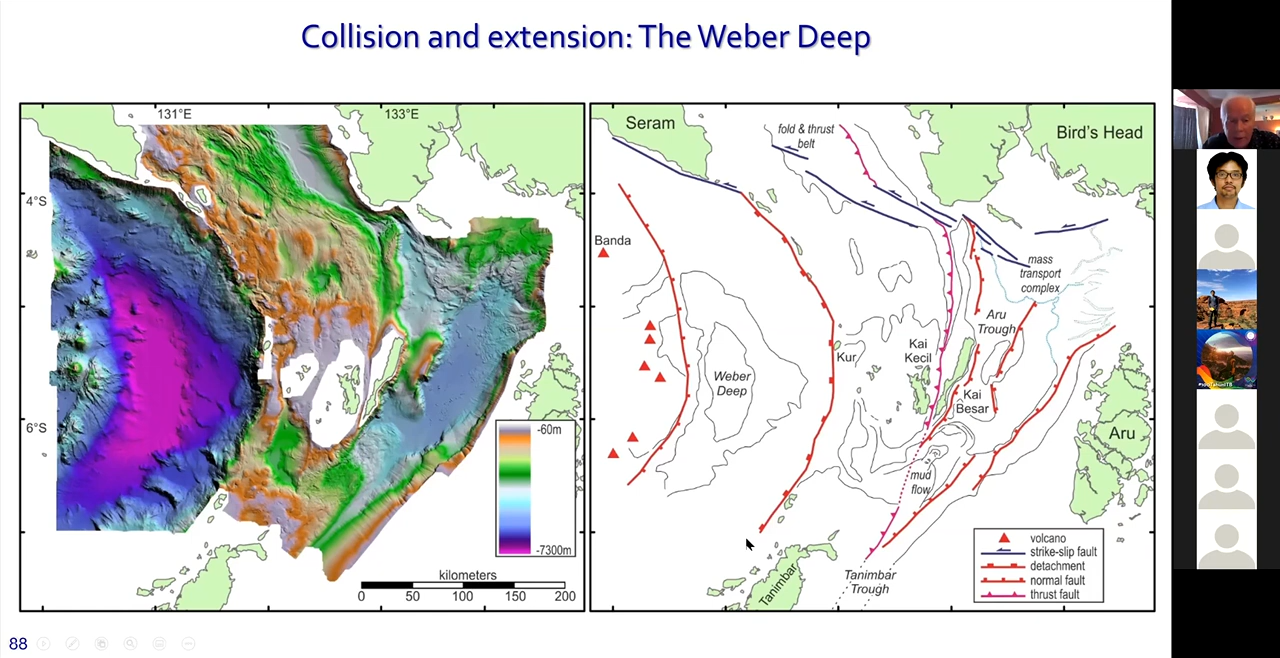 Collision and extension: The Weber Deep
131°E
133°E
4°S
6°S
-60m
-7300m
kilometers
0 50 100 150 200
Seram
fold & thrust
belt
Bird's Head
Banda
mass
transport
complex
Aru
Trough
Kai
Kecil
Kur
Weber
Deep
Kai
Besar
Aru
mud
flow
Tanimbar
Tanimbar
Trough
volcano
strike-slip fault
detachment
normal fault
thrust fault
88